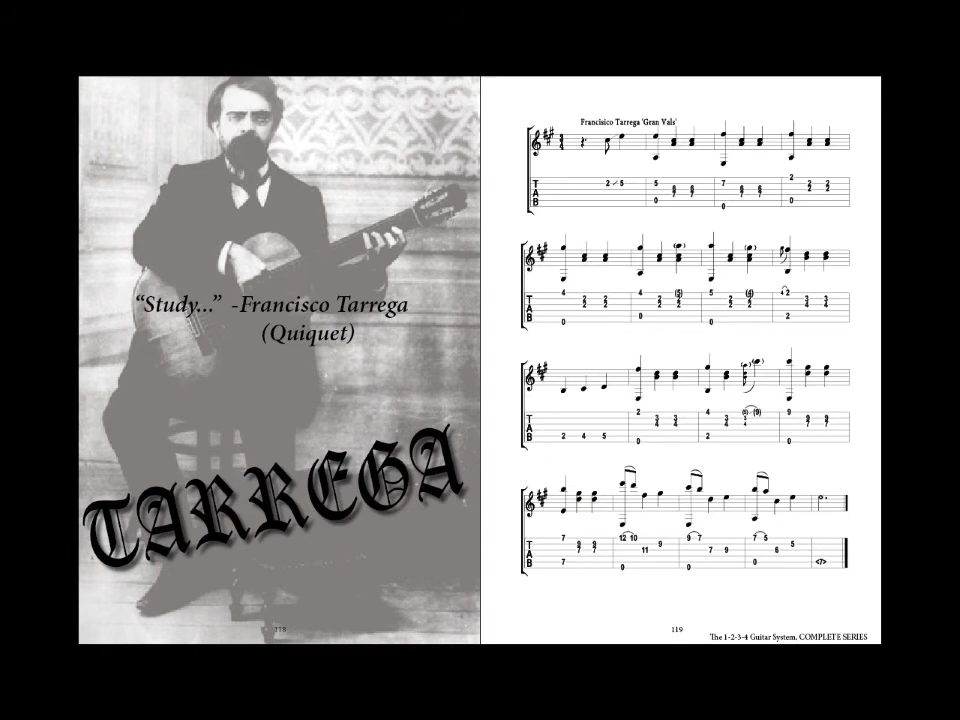 “Study...” -Francisco Tarrega
(Quiquet)
TARREGA
118
Francisico Tarrega 'Gran Vals'
119
The 1-2-3-4 Guitar System, COMPLETE SERIES